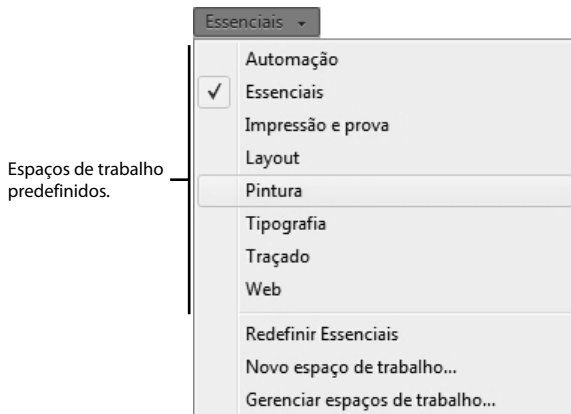 Essenciais
Automação
Essenciais
Impressão e prova
Layout
Espaços de trabalho
predefinidos.
Pintura
Tipografia
Traçado
Web
Redefinir Essenciais
Novo espaço de trabalho...
Gerenciar espaços de trabalho...